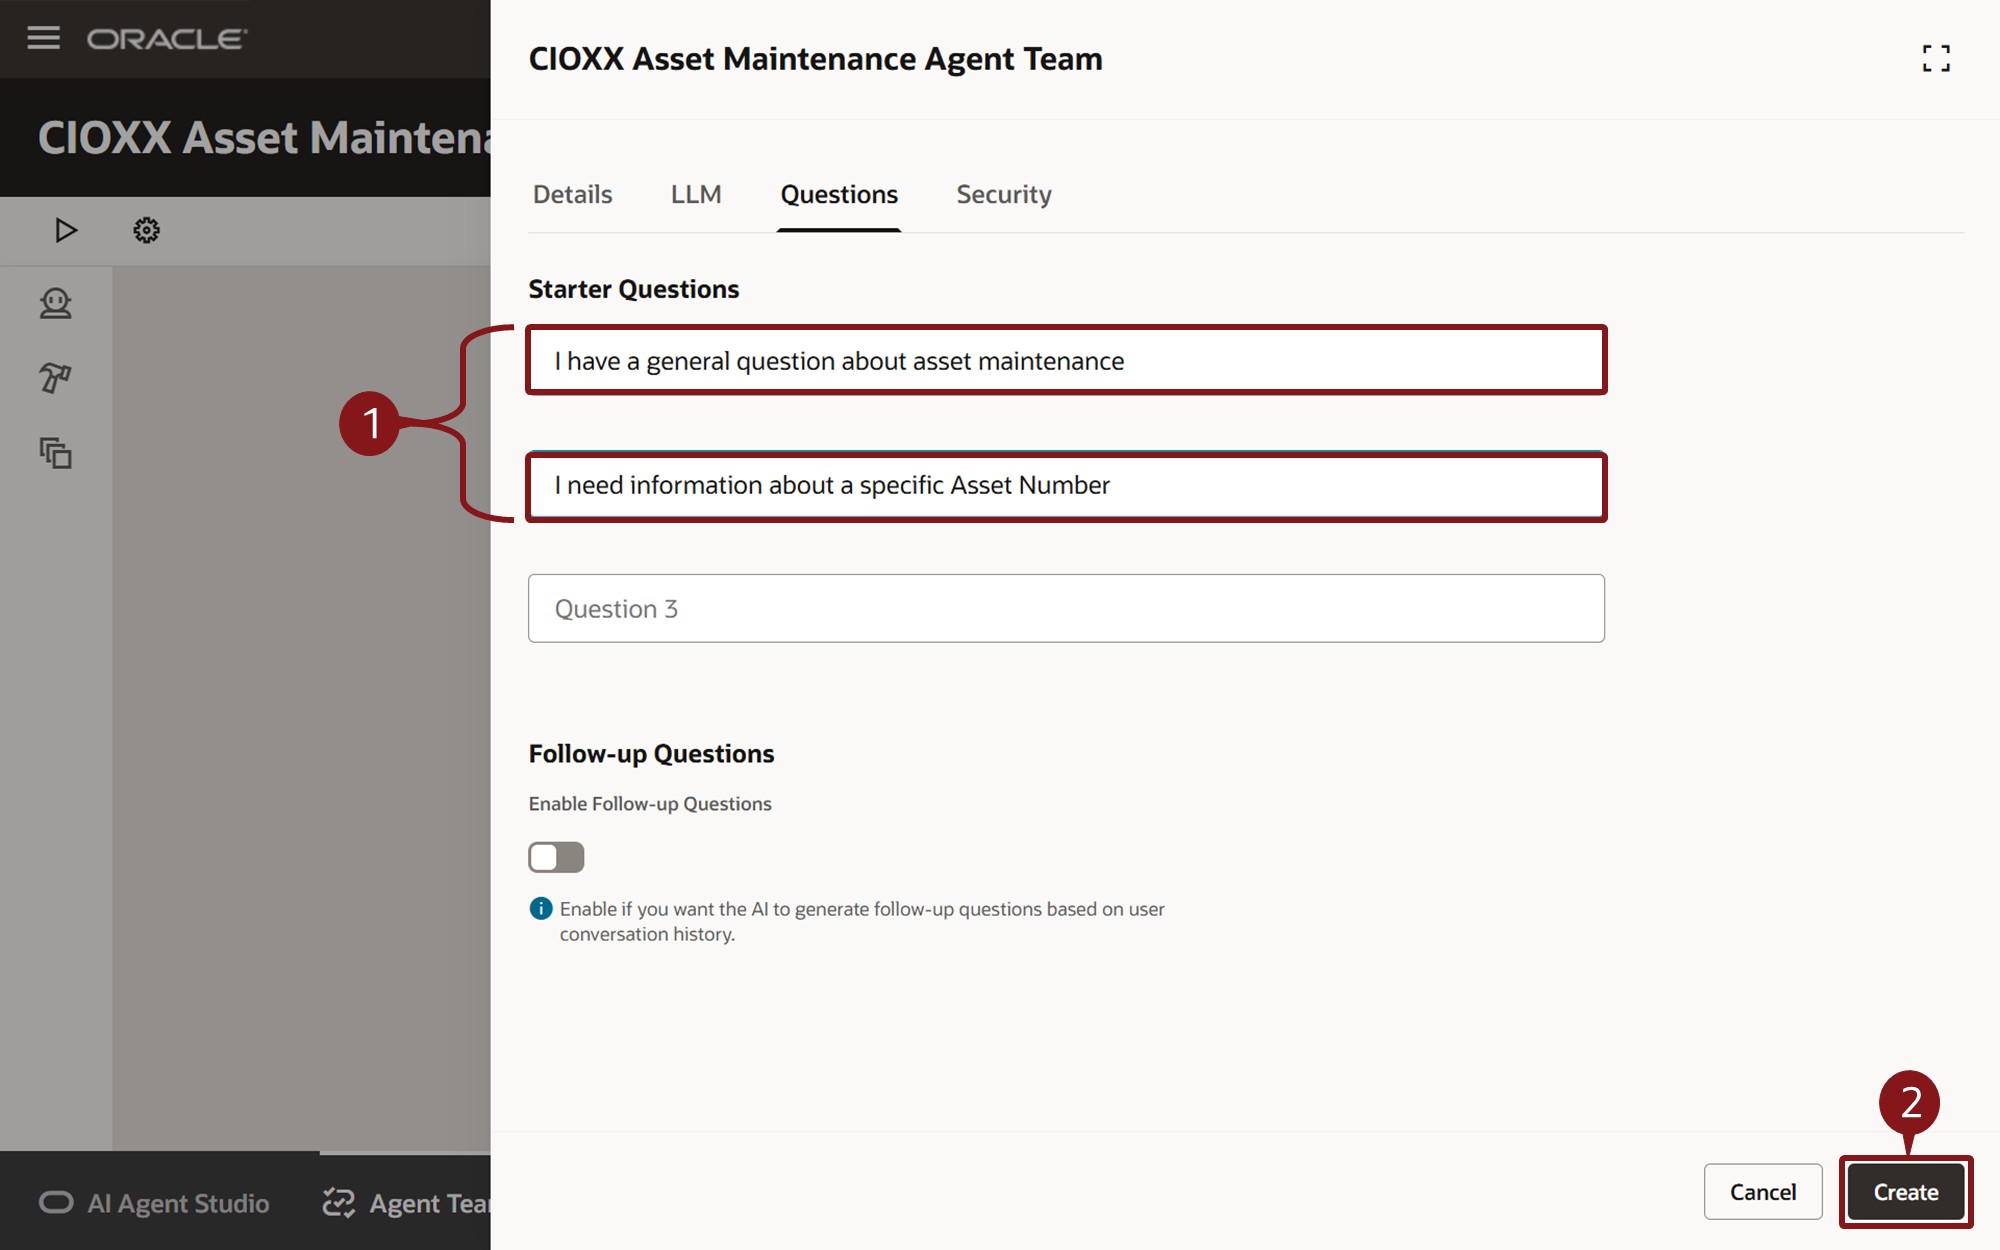 ORACLE
CIOXX Asset Maintena
CIOXX Asset Maintenance Agent Team
Details LLM Questions Security
Starter Questions
I have a general question about asset maintenance
1
I need information about a specific Asset Number
Question 3
Follow-up Questions
Enable Follow-up Questions
Enable if you want the AI to generate follow-up questions based on user
conversation history.
2
Cancel Create
AI Agent Studio Agent Tea